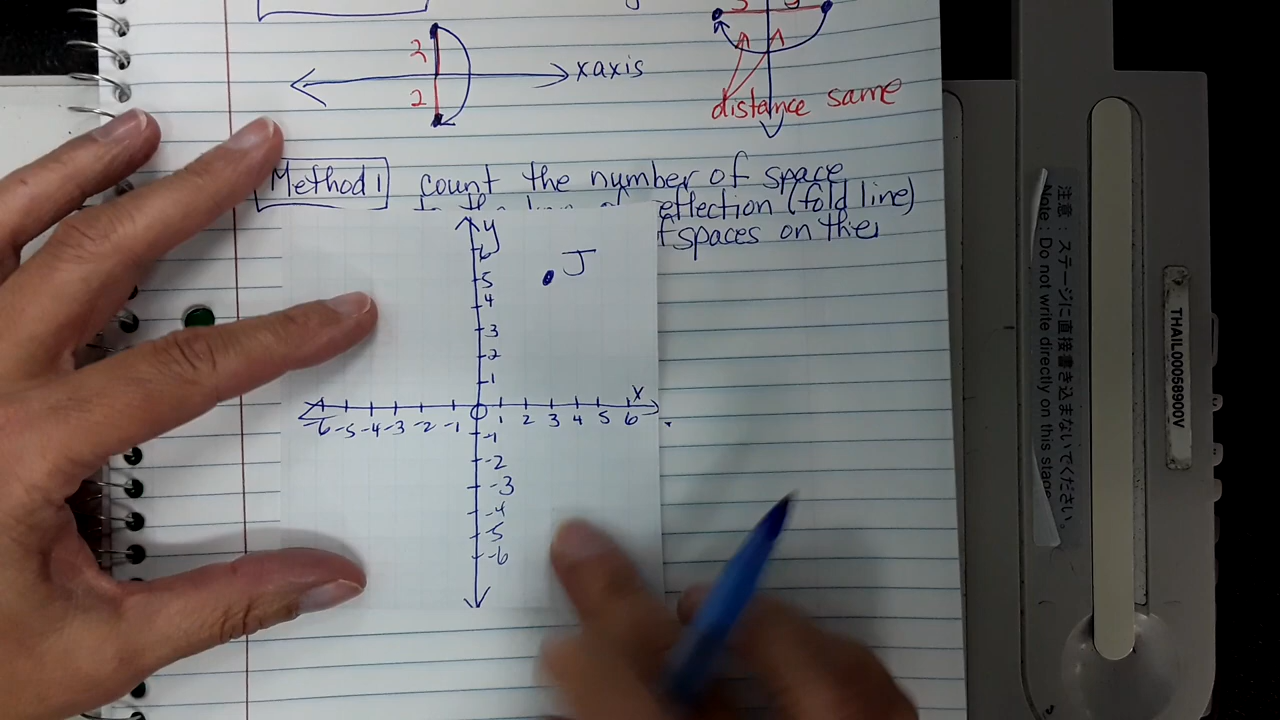 2
2
x axis
distance same
Method 1 count the number of space
eflection (fold line)
f spaces on the
y
J
6
5
4
3
2
1
x
-6 -5 -4 -3 -2 -1 0 1 2 3 4 5 6
-1
-2
-3
-4
-5
-6
注意：ステージに直接書き込まないでください。
Note : Do not write directly on this stage
THAIL00058900V